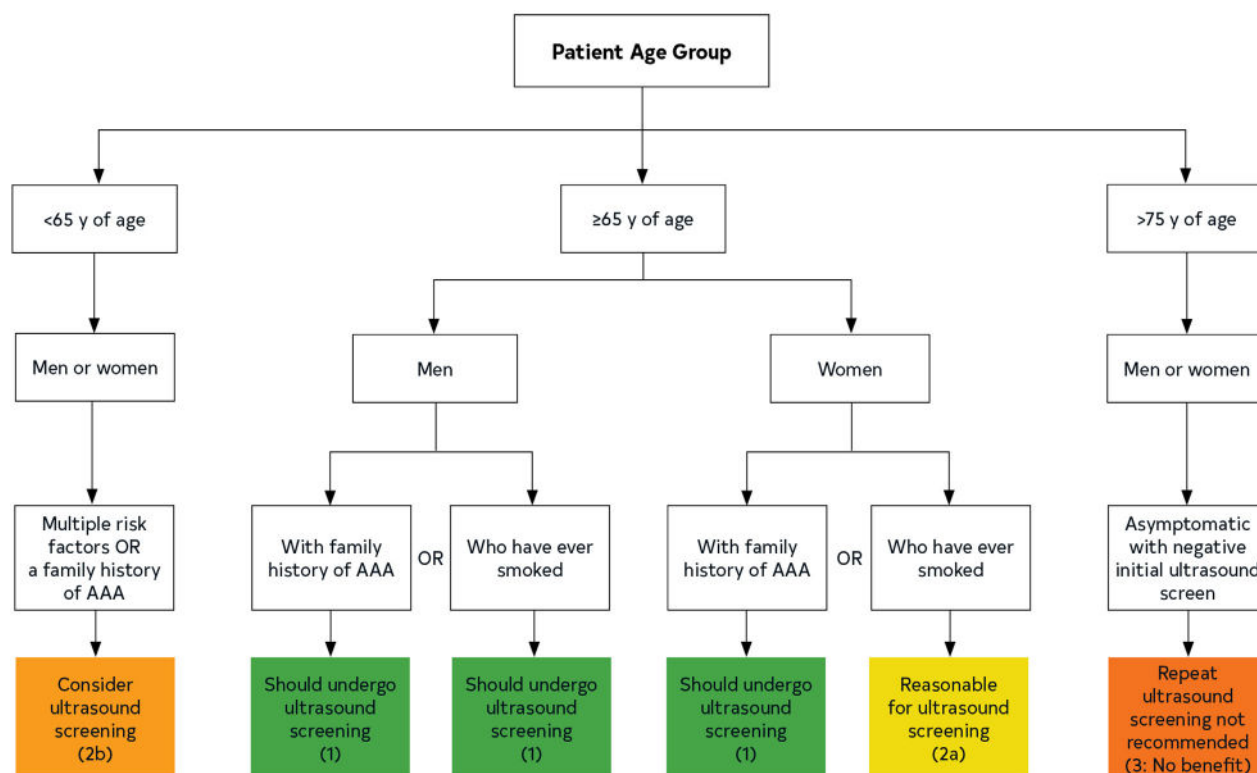 Patient Age Group
<65 y of age
≥65 y of age
>75 y of age
Men or women
Men
Women
Men or women
Multiple risk
factors OR
a family history
of AAA
With family
history of AAA
OR
Who have ever
smoked
With family
history of AAA
OR
Who have ever
smoked
Asymptomatic
with negative
initial ultrasound
screen
Consider
ultrasound
screening
(2b)
Should undergo
ultrasound
screening
(1)
Should undergo
ultrasound
screening
(1)
Should undergo
ultrasound
screening
(1)
Reasonable
for ultrasound
screening
(2a)
Repeat
ultrasound
screening not
recommended
(3: No benefit)